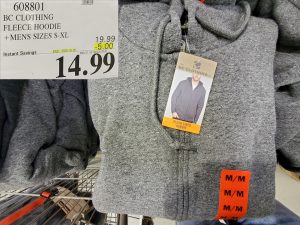 608801
BC CLOTHING
FLEECE HOODIE
+MENS SIZES S-XL
19.99
Instant Savings
-5.00
14.99
M/M
M/M
M/M